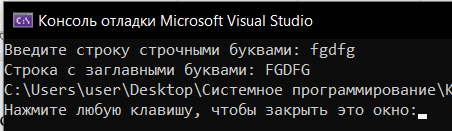 Консоль отладки Microsoft Visual Studio
Введите строку строчными буквами: fgdfg
Строка с заглавными буквами: FGDFG
C:\Users\user\Desktop\Системное программирование\К
Нажмите любую клавишу, чтобы закрыть это окно: